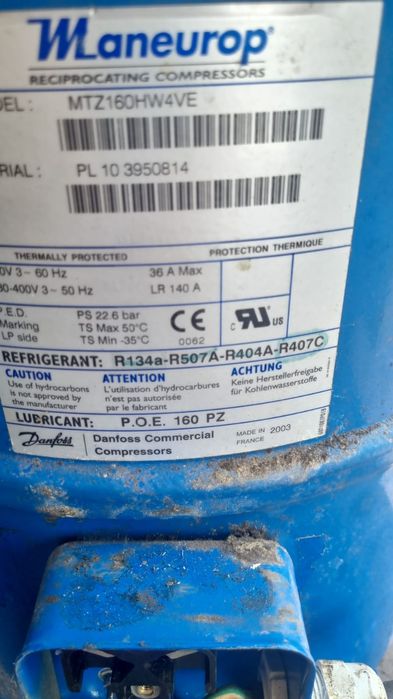 Maneurop
RECIPROCATING COMPRESSORS
DEL : MTZ160HW4VE
RIAL : PL 10 3950814
THERMALLY PROTECTED PROTECTION THERMIQUE
0V 3~ 60 Hz 36 A Max
80-400V 3~ 50 Hz LR 140 A
P.E.D. PS 22.6 bar
Marking TS Max 50°C
LP side TS Min -35°C
CE
0062
c RU us
REFRIGERANT: R134a-R507A-R404A-R407C
CAUTION
Use of hydrocarbons
is not approved by
the manufacturer
ATTENTION
L'utilisation d'hydrocarbures
n'est pas autorisée
par le fabricant
ACHTUNG
Keine Herstellerfreigabe
für Kohlenwasserstoffe
LUBRICANT: P.O.E. 160 PZ
Danfoss
Danfoss Commercial
Compressors
MADE IN 2003
FRANCE